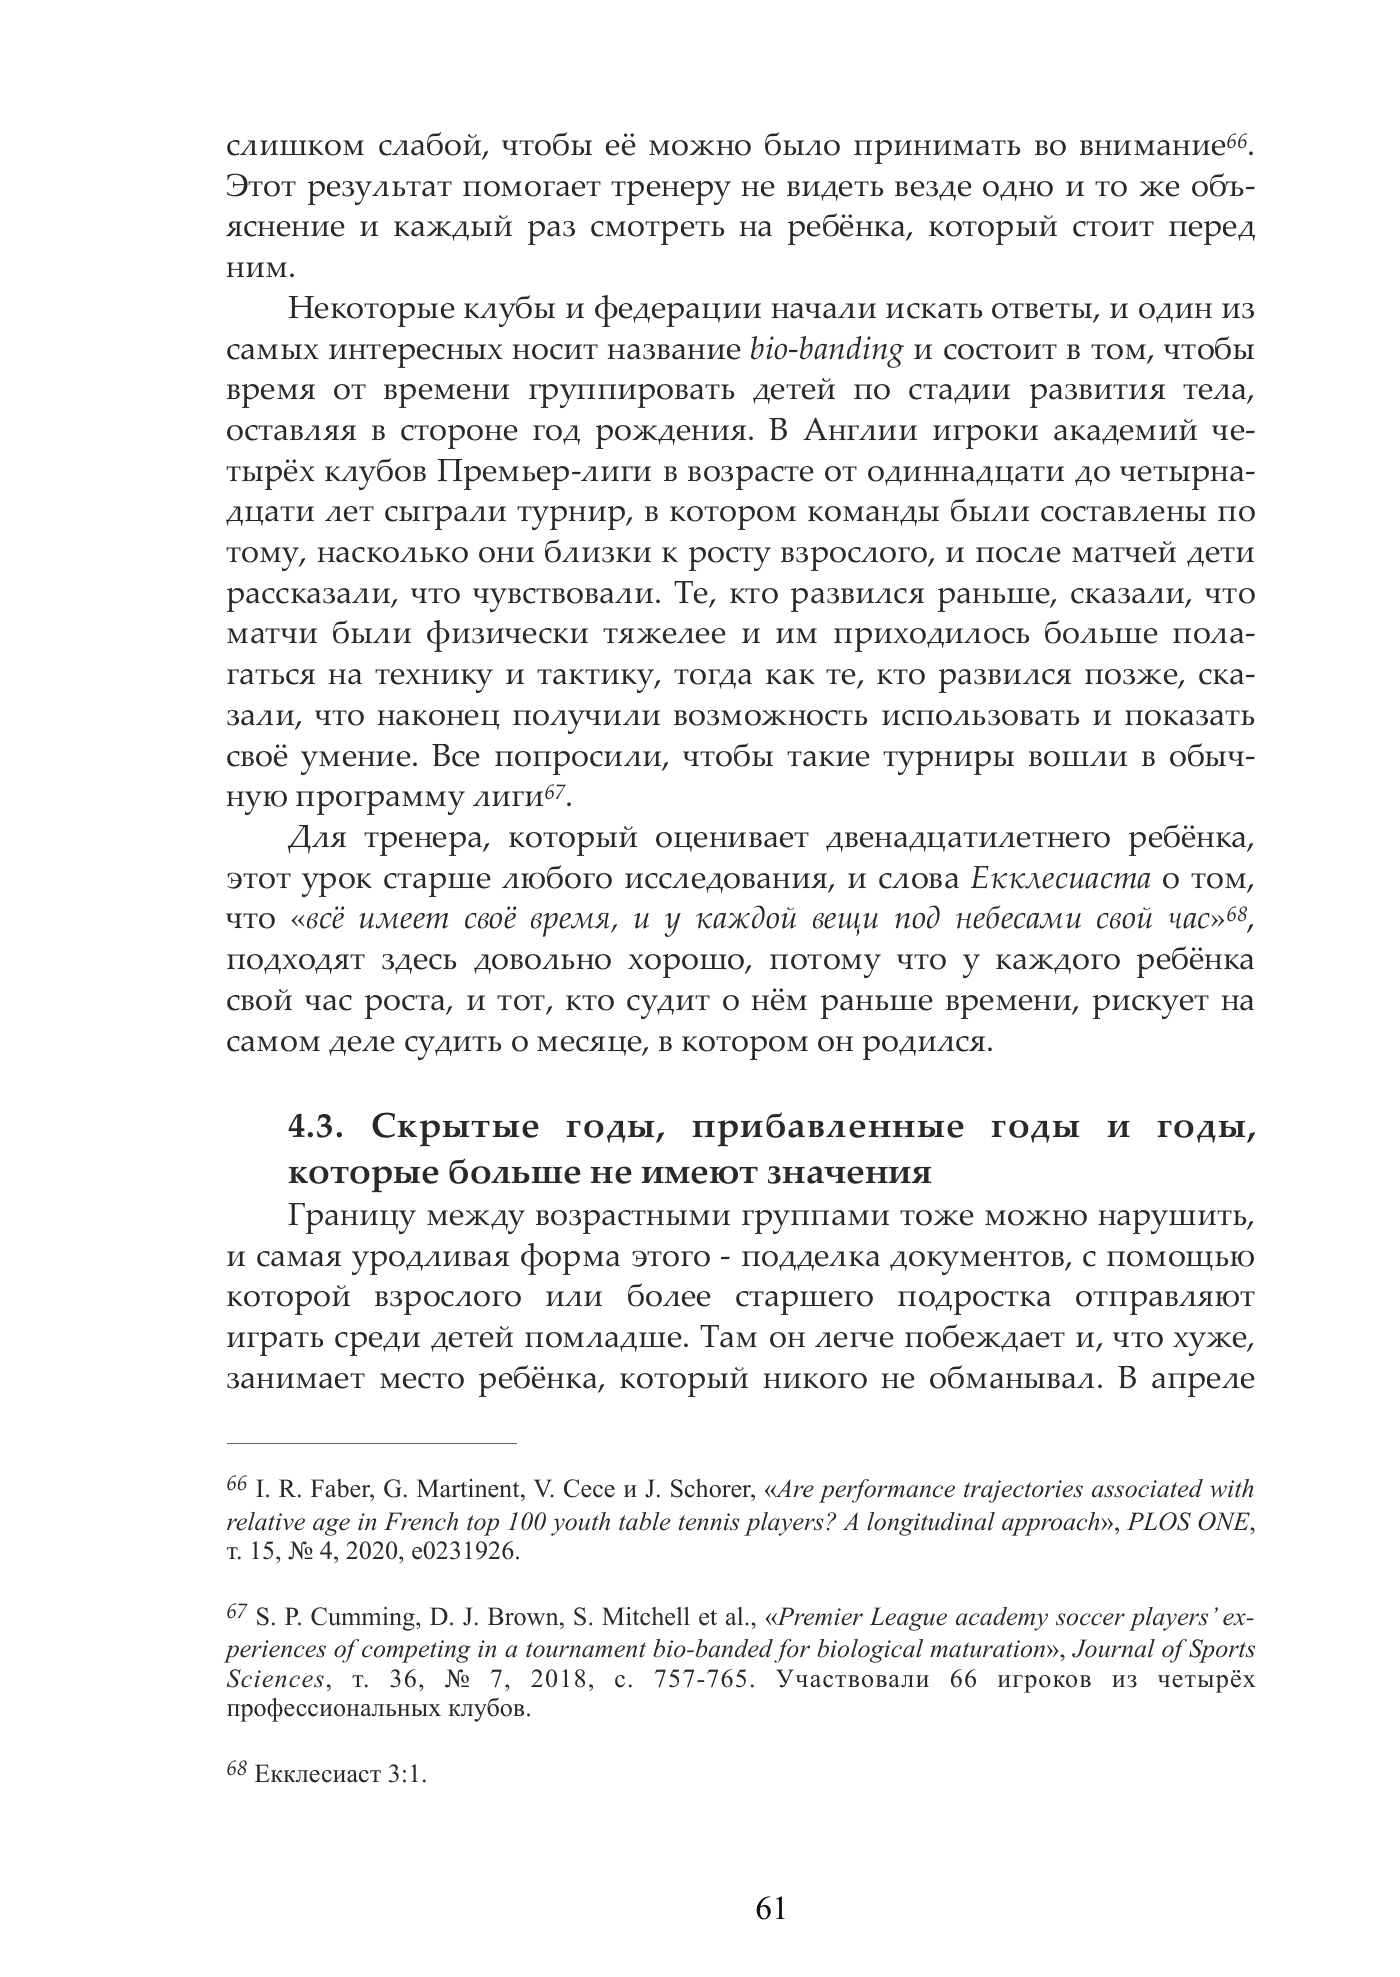 слишком слабой, чтобы её можно было принимать во внимание66.
Этот результат помогает тренеру не видеть везде одно и то же объ-
яснение и каждый раз смотреть на ребёнка, который стоит перед
ним.
Некоторые клубы и федерации начали искать ответы, и один из
самых интересных носит название bio-banding и состоит в том, чтобы
время от времени группировать детей по стадии развития тела,
оставляя в стороне год рождения. В Англии игроки академий че-
тырёх клубов Премьер-лиги в возрасте от одиннадцати до четырна-
дцати лет сыграли турнир, в котором команды были составлены по
тому, насколько они близки к росту взрослого, и после матчей дети
рассказали, что чувствовали. Те, кто развился раньше, сказали, что
матчи были физически тяжелее и им приходилось больше пола-
гаться на технику и тактику, тогда как те, кто развился позже, ска-
зали, что наконец получили возможность использовать и показать
своё умение. Все попросили, чтобы такие турниры вошли в обыч-
ную программу лиги67.
Для тренера, который оценивает двенадцатилетнего ребёнка,
этот урок старше любого исследования, и слова Екклесиаста о том,
что «всё имеет своё время, и у каждой вещи под небесами свой час»68,
подходят здесь довольно хорошо, потому что у каждого ребёнка
свой час роста, и тот, кто судит о нём раньше времени, рискует на
самом деле судить о месяце, в котором он родился.
4.3. Скрытые годы, прибавленные годы и годы,
которые больше не имеют значения
Границу между возрастными группами тоже можно нарушить,
и самая уродливая форма этого - подделка документов, с помощью
которой взрослого или более старшего подростка отправляют
играть среди детей помладше. Там он легче побеждает и, что хуже,
занимает место ребёнка, который никого не обманывал. В апреле
66 I. R. Faber, G. Martinent, V. Cece и J. Schorer, «Are performance trajectories associated with
relative age in French top 100 youth table tennis players? A longitudinal approach», PLOS ONE,
т. 15, № 4, 2020, e0231926.
67 S. P. Cumming, D. J. Brown, S. Mitchell et al., «Premier League academy soccer players’ ex-
periences of competing in a tournament bio-banded for biological maturation», Journal of Sports
Sciences, т. 36, № 7, 2018, с. 757-765. Участвовали 66 игроков из четырёх
профессиональных клубов.
68 Екклесиаст 3:1.
61